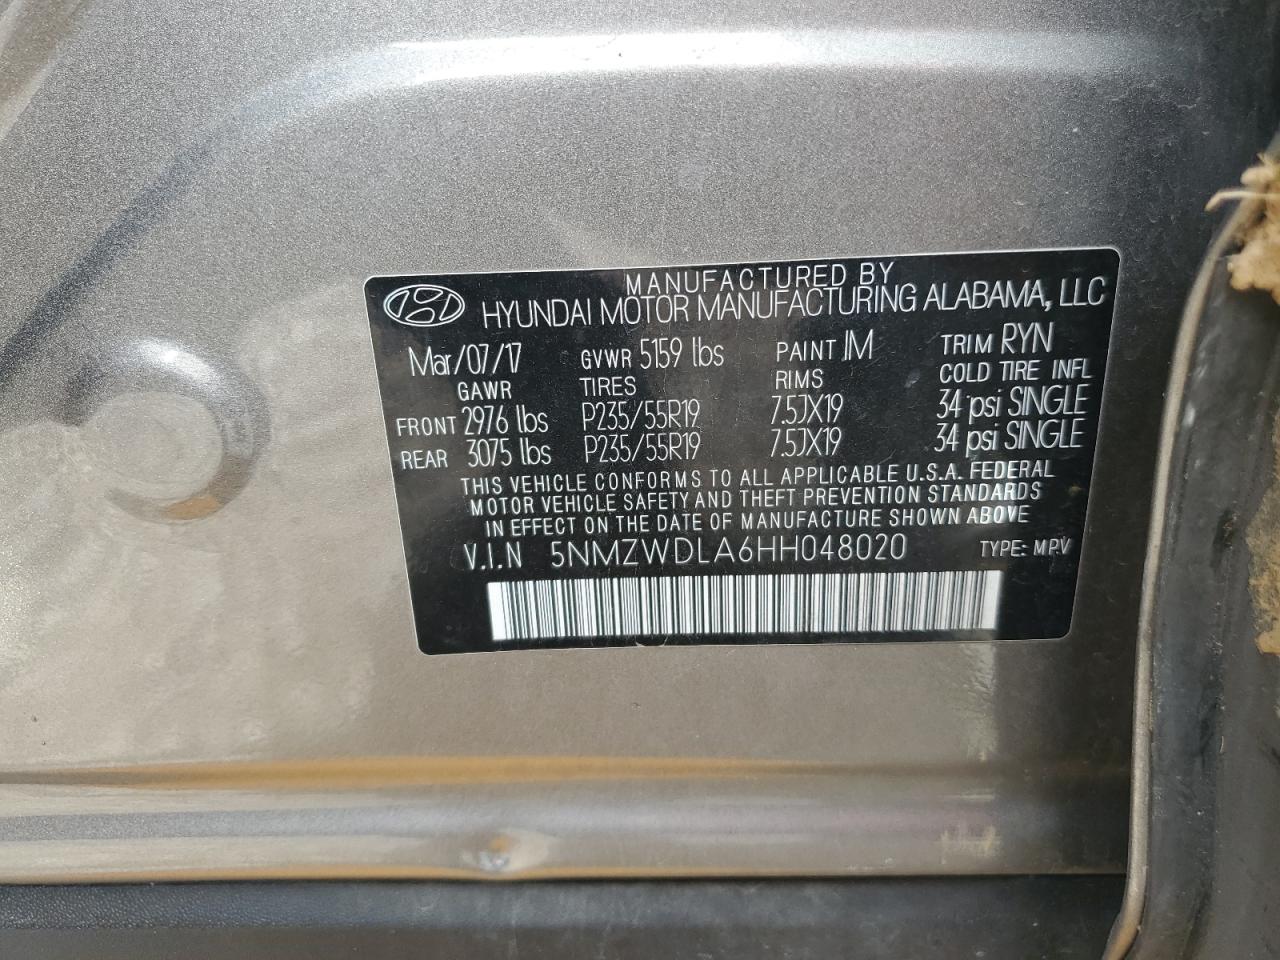 MANUFACTURED BY
HYUNDAI MOTOR MANUFACTURING ALABAMA, LLC
Mar/07/17 GVWR 5159 lbs PAINT IM TRIM RYN
GAWR TIRES RIMS COLD TIRE INFL
FRONT 2976 lbs P235/55R19 7.5JX19 34 psi SINGLE
REAR 3075 lbs P235/55R19 7.5JX19 34 psi SINGLE
THIS VEHICLE CONFORMS TO ALL APPLICABLE U.S.A. FEDERAL
MOTOR VEHICLE SAFETY AND THEFT PREVENTION STANDARDS
IN EFFECT ON THE DATE OF MANUFACTURE SHOWN ABOVE
V.I.N 5NMZWDLA6HH048020 TYPE: MPV